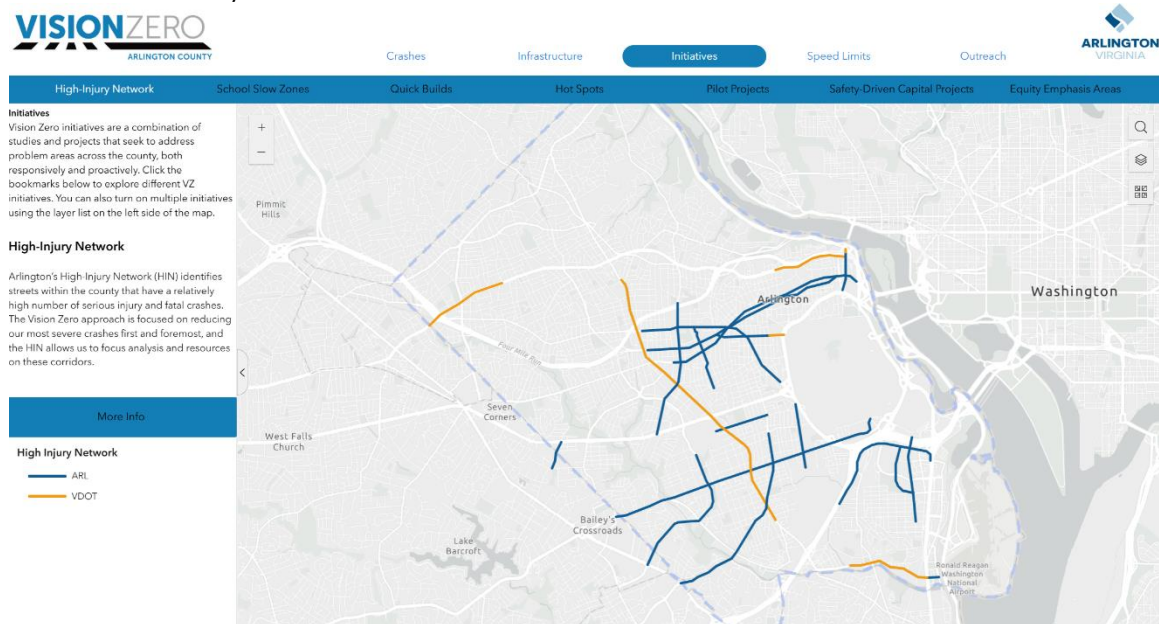 VISIONZERO
ARLINGTON COUNTY
ARLINGTON
VIRGINIA
Crashes
Infrastructure
Initiatives
Speed Limits
Outreach
High-Injury Network
School Slow Zones
Quick Builds
Hot Spots
Pilot Projects
Safety-Driven Capital Projects
Equity Emphasis Areas
Initiatives
Vision Zero initiatives are a combination of
studies and projects that seek to address
problem areas across the county, both
responsively and proactively. Click the
bookmarks below to explore different VZ
initiatives. You can also turn on multiple initiatives
using the layer list on the left side of the map.
High-Injury Network
Arlington's High-Injury Network (HIN) identifies
streets within the county that have a relatively
high number of serious injury and fatal crashes.
The Vision Zero approach is focused on reducing
our most severe crashes first and foremost, and
the HIN allows us to focus analysis and resources
on these corridors.
More Info
High Injury Network
ARL
VDOT
+
−
Pimmit
Hills
Arlington
Washington
Four Mile Run
Seven
Corners
West Falls
Church
Bailey's
Crossroads
Lake
Barcroft
Ronald Reagan
Washington
National
Airport